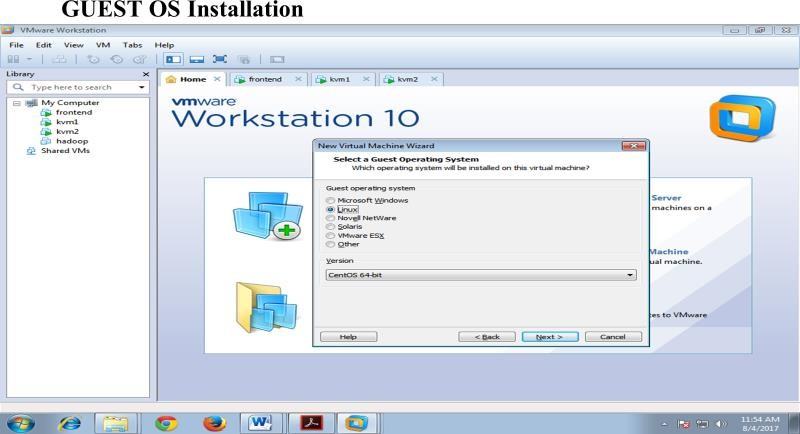 GUEST OS Installation
VMware Workstation
File Edit View VM Tabs Help
Library
Type here to search
My Computer
frontend
kvm1
kvm2
hadoop
Shared VMs
Home frontend kvm1 kvm2
vmware
Workstation 10
New Virtual Machine Wizard
Select a Guest Operating System
Which operating system will be installed on this virtual machine?
Guest operating system
Microsoft Windows
Linux
Novell NetWare
Solaris
VMware ESX
Other
Version
CentOS 64-bit
Help < Back Next > Cancel
Server
machines on a
Machine
ual machine.
es to VMware
11:54 AM
8/4/2017